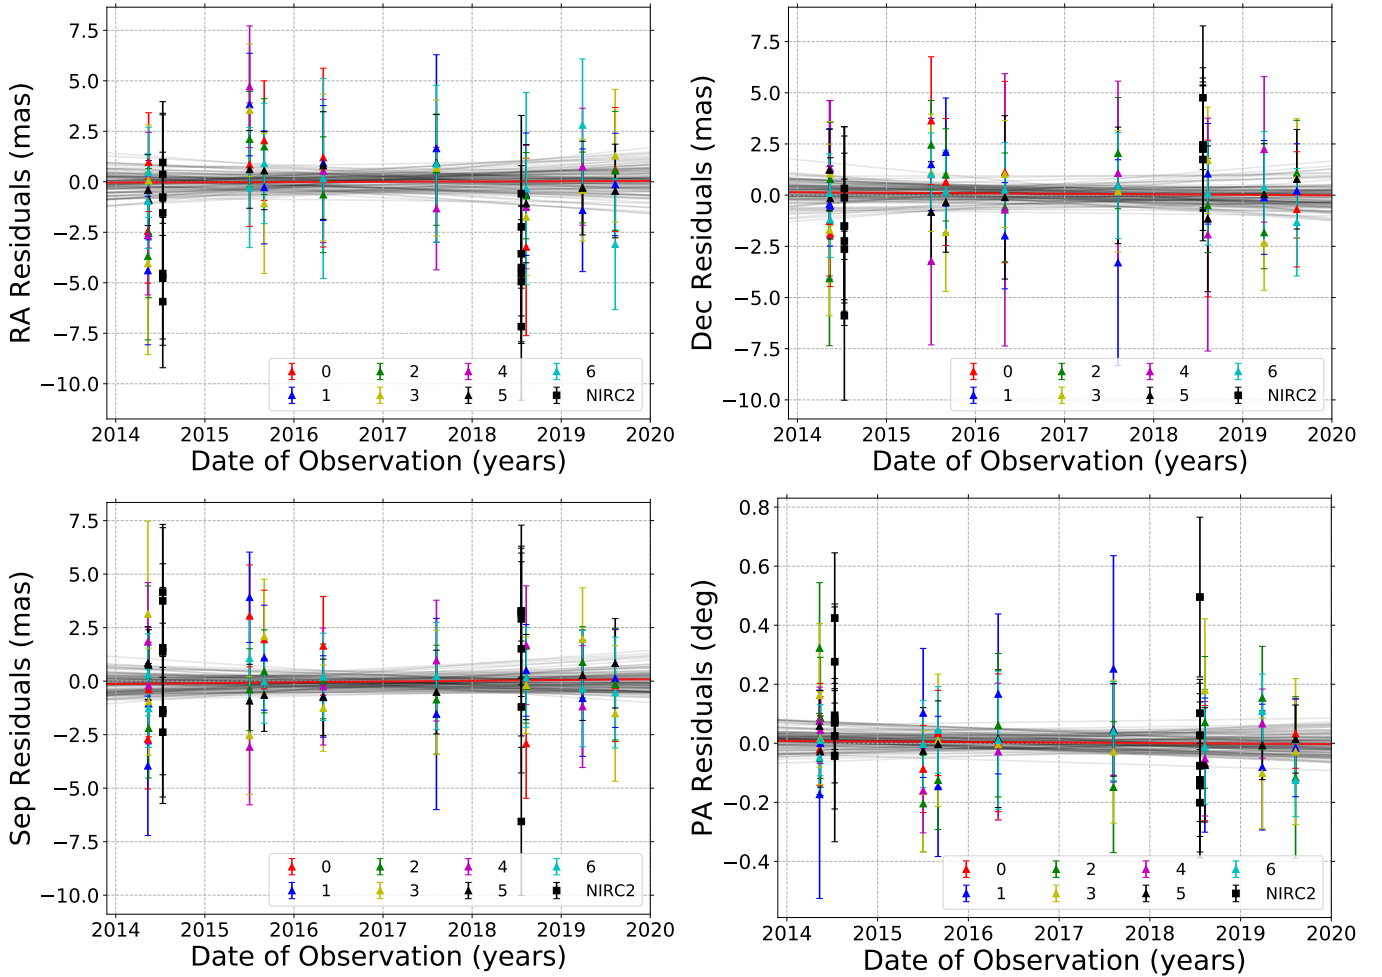 RA Residuals (mas)
7.5
5.0
2.5
0.0
−2.5
−5.0
−7.5
−10.0
0 2 4 6
1 3 5 NIRC2
2014 2015 2016 2017 2018 2019 2020
Date of Observation (years)
Dec Residuals (mas)
7.5
5.0
2.5
0.0
−2.5
−5.0
−7.5
−10.0
0 2 4 6
1 3 5 NIRC2
2014 2015 2016 2017 2018 2019 2020
Date of Observation (years)
Sep Residuals (mas)
7.5
5.0
2.5
0.0
−2.5
−5.0
−7.5
−10.0
0 2 4 6
1 3 5 NIRC2
2014 2015 2016 2017 2018 2019 2020
Date of Observation (years)
PA Residuals (deg)
0.8
0.6
0.4
0.2
0.0
−0.2
−0.4
0 2 4 6
1 3 5 NIRC2
2014 2015 2016 2017 2018 2019 2020
Date of Observation (years)